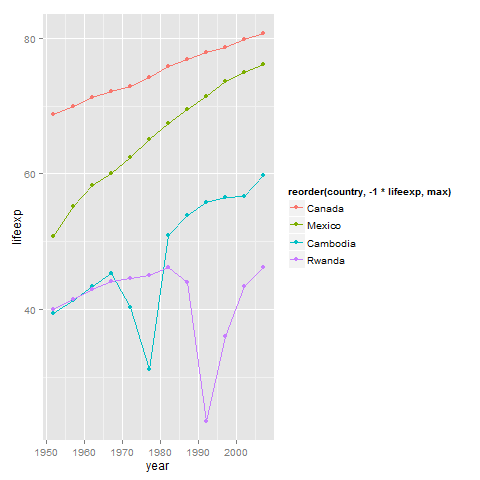 80
60
40
lifeexp
1950 1960 1970 1980 1990 2000
year
reorder(country, -1 * lifeexp, max)
Canada
Mexico
Cambodia
Rwanda